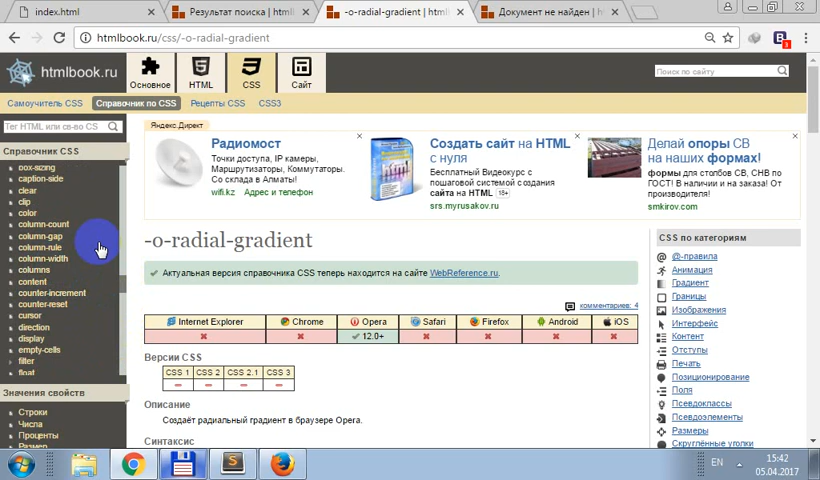 index.html
Результат поиска | htmlb
-o-radial-gradient | html
Документ не найден | htm
htmlbook.ru/css/-o-radial-gradient
3
htmlbook.ru
Основное
HTML
CSS
Сайт
Поиск по сайту
Самоучитель CSS
Справочник по CSS
Рецепты CSS
CSS3
Тег HTML или св-во CS
Справочник CSS
box-sizing
caption-side
clear
clip
color
column-count
column-gap
column-rule
column-width
columns
content
counter-increment
counter-reset
cursor
direction
display
empty-cells
filter
float
Значения свойств
Строки
Числа
Проценты
Размер
Яндекс.Директ
Радиомост
Точки доступа, IP камеры,
Маршрутизаторы, Коммутаторы.
Со склада в Алматы!
wifi.kz Адрес и телефон
Создать сайт на HTML
с нуля
Бесплатный Видеокурс с
пошаговой системой создания
сайта на HTML 18+
srs.myrusakov.ru
Делай опоры СВ
на наших формах!
формы для столбов СВ, СНВ по
ГОСТ! В наличии и на заказ! От
производителя!
smkirov.com
-o-radial-gradient
Актуальная версия справочника CSS теперь находится на сайте WebReference.ru.
комментариев: 4
Internet Explorer
Chrome
Opera
Safari
Firefox
Android
iOS
12.0+
Версии CSS
CSS 1
CSS 2
CSS 2.1
CSS 3
Описание
Создаёт радиальный градиент в браузере Opera.
Синтаксис
CSS по категориям
@-правила
Анимация
Градиент
Границы
Изображения
Интерфейс
Контент
Отступы
Печать
Позиционирование
Поля
Псевдоклассы
Псевдоэлементы
Размеры
Скруглённые уголки
EN
15:42
05.04.2017